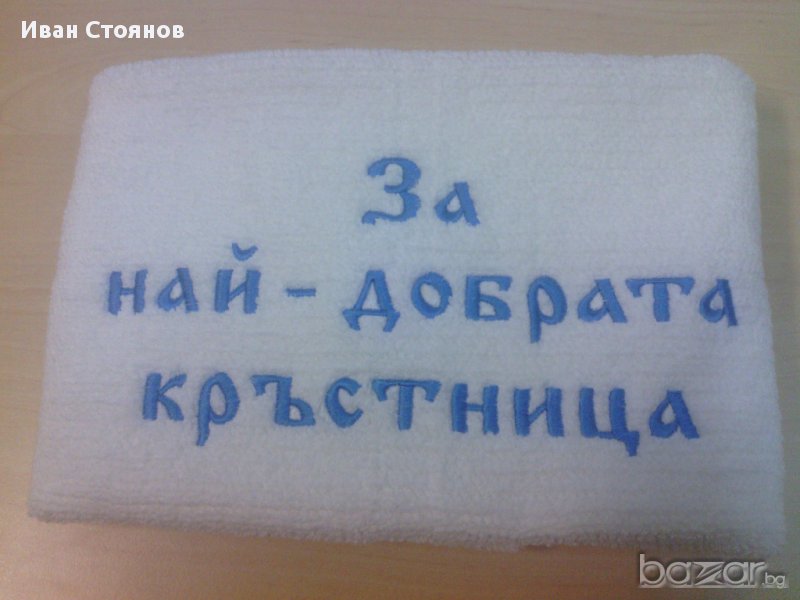 Иван Стоянов
За
най - добрата
кръстница
bazar.bg